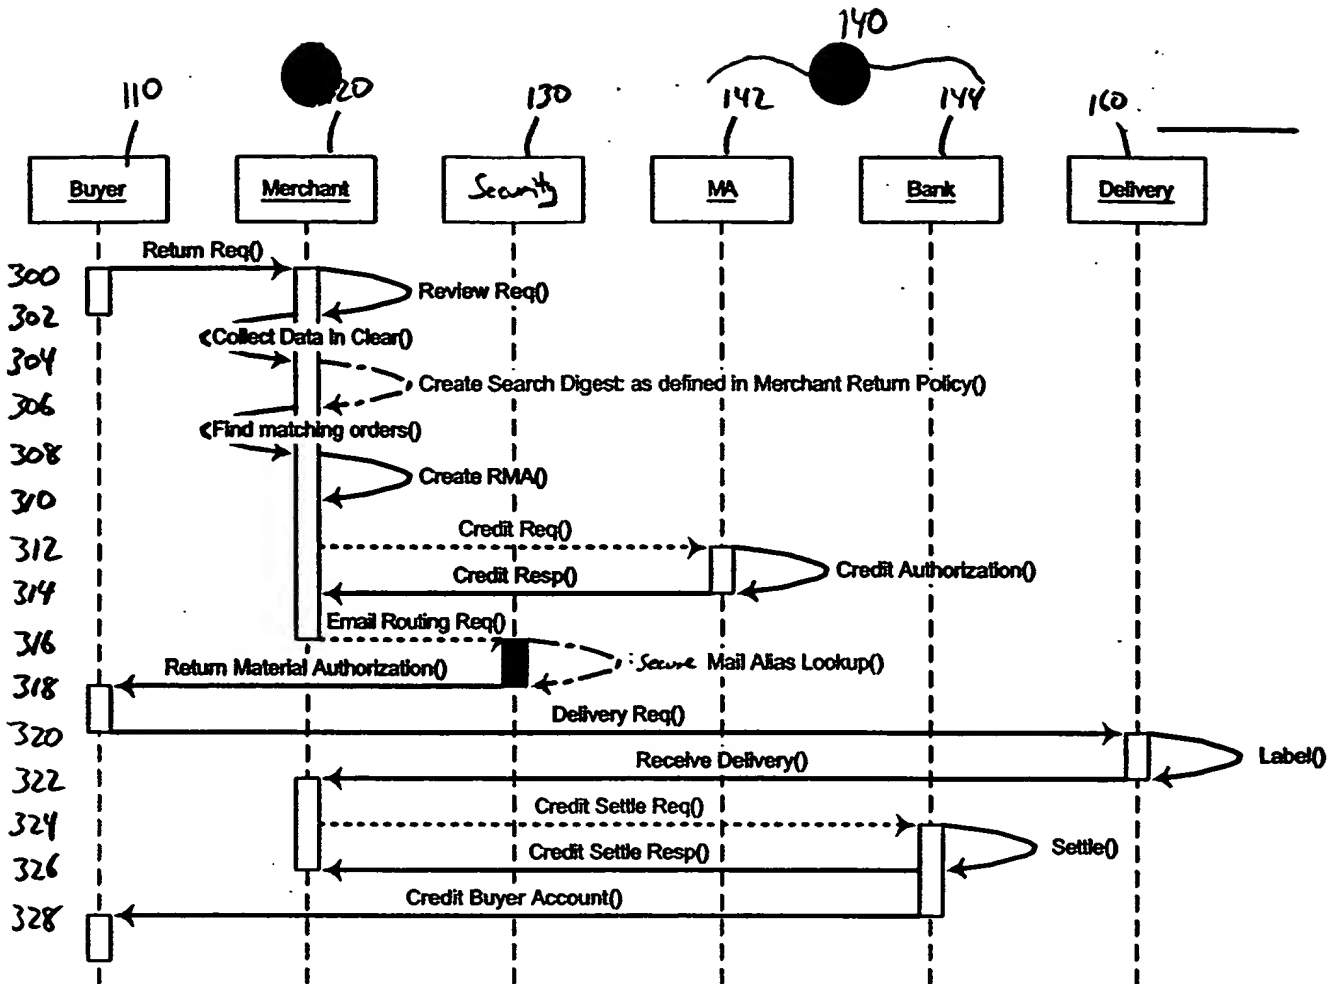 140
110
120
130
142
144
160
Buyer
Merchant
Security
MA
Bank
Delivery
Return Req()
300
Review Req()
302
Collect Data in Clear()
304
Create Search Digest: as defined in Merchant Return Policy()
306
Find matching orders()
308
Create RMA()
310
Credit Req()
312
Credit Authorization()
Credit Resp()
314
Email Routing Req()
316
: Secure Mail Alias Lookup()
Return Material Authorization()
318
Delivery Req()
320
Label()
Receive Delivery()
322
Credit Settle Req()
324
Settle()
Credit Settle Resp()
326
Credit Buyer Account()
328